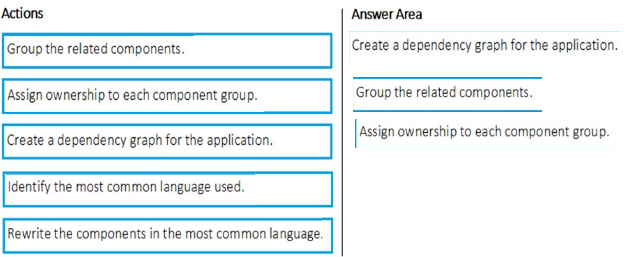 Actions
Group the related components.
Assign ownership to each component group.
Create a dependency graph for the application.
Identify the most common language used.
Rewrite the components in the most common language.
Answer Area
Create a dependency graph for the application.
Group the related components.
Assign ownership to each component group.